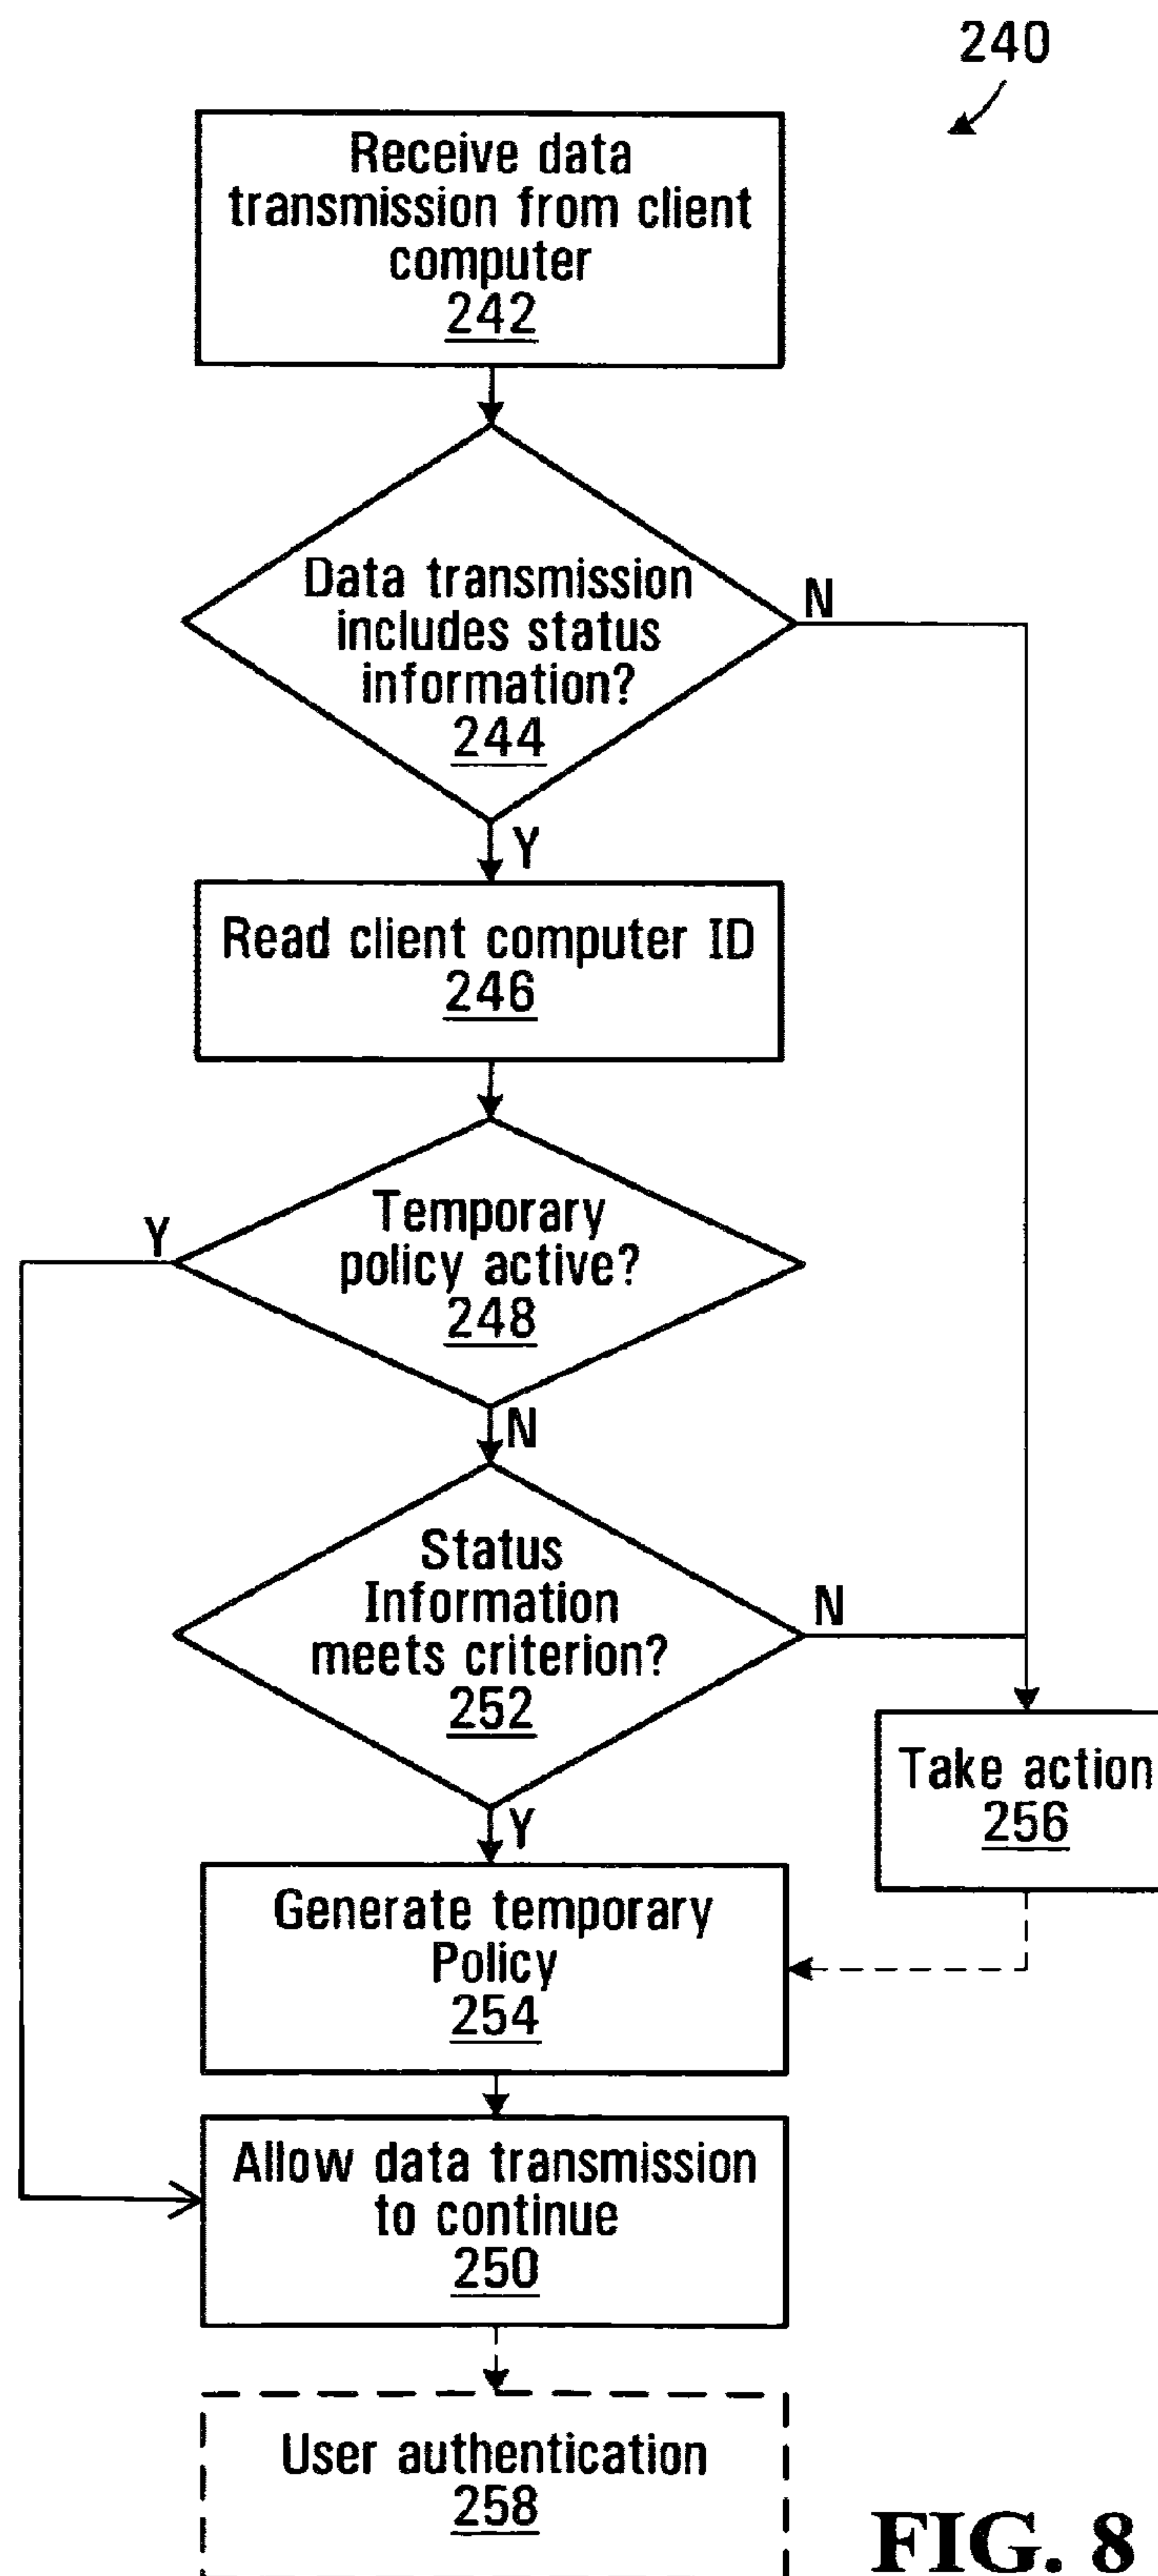 240
Receive data
transmission from client
computer
242
Data transmission
includes status
information?
244
N
Y
Read client computer ID
246
Temporary
policy active?
248
Y
N
Status
Information
meets criterion?
252
N
Y
Take action
256
Generate temporary
Policy
254
Allow data transmission
to continue
250
User authentication
258
FIG. 8